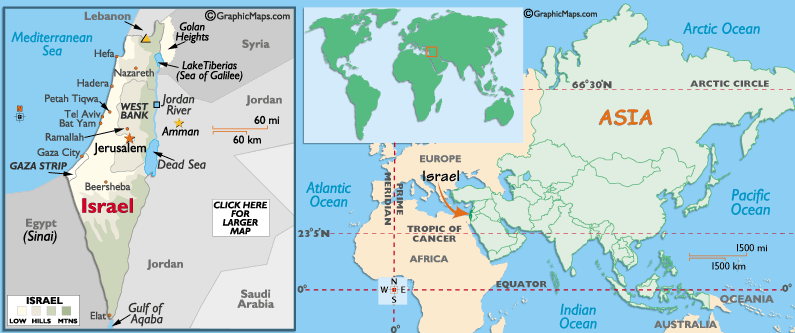 Lebanon
©GraphicMaps.com
Golan
Heights
Mediterranean
Sea
Syria
Hefa
Lake Tiberias
(Sea of Galilee)
Nazareth
Hadera
WEST
BANK
Jordan
River
Jordan
Petah Tiqwa
Tel Aviv
Bat Yam
Ramallah
Amman
60 mi
60 km
Jerusalem
Gaza City
GAZA STRIP
Dead Sea
Beersheba
Israel
CLICK HERE
FOR
LARGER
MAP
Egypt
(Sinai)
Jordan
Saudi
Arabia
ISRAEL
LOW HILLS MTNS
Elat
Gulf of
Aqaba
©GraphicMaps.com
Arctic Ocean
66°30'N
ARCTIC CIRCLE
ASIA
EUROPE
Israel
Atlantic
Ocean
PRIME
MERIDIAN
Pacific
Ocean
23°5'N
TROPIC OF
CANCER
AFRICA
1500 mi
1500 km
0°
N
W E
S
EQUATOR
0°
OCEANIA
Indian
Ocean
AUSTRALIA
0°